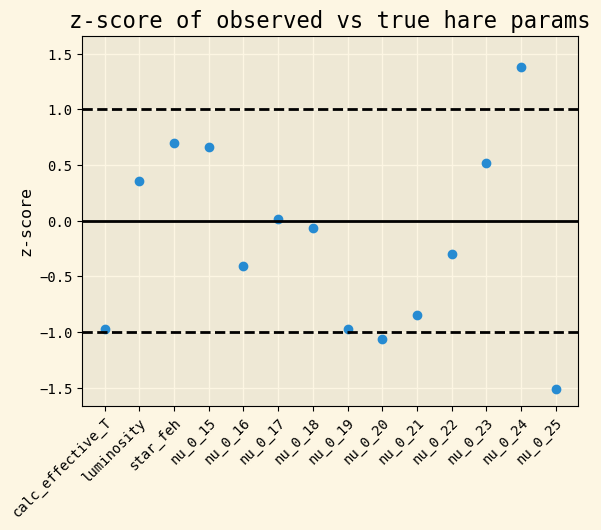 z-score of observed vs true hare params
z-score
1.5
1.0
0.5
0.0
−0.5
−1.0
−1.5
calc_effective_T
luminosity
star_feh
nu_0_15
nu_0_16
nu_0_17
nu_0_18
nu_0_19
nu_0_20
nu_0_21
nu_0_22
nu_0_23
nu_0_24
nu_0_25